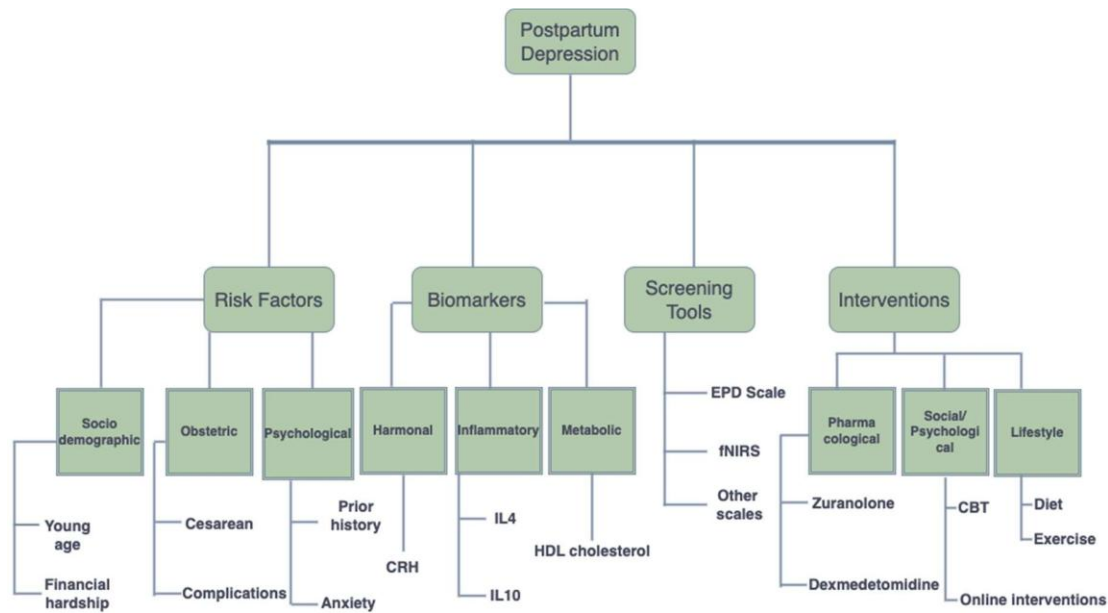 Postpartum
Depression
Risk Factors
Biomarkers
Screening
Tools
Interventions
Socio
demographic
Obstetric
Psychological
Harmonal
Inflammatory
Metabolic
EPD Scale
fNIRS
Other
scales
Pharma
cological
Social/
Psychologi
cal
Lifestyle
Young
age
Financial
hardship
Cesarean
Complications
Prior
history
Anxiety
CRH
IL4
IL10
HDL cholesterol
Zuranolone
Dexmedetomidine
CBT
Online interventions
Diet
Exercise